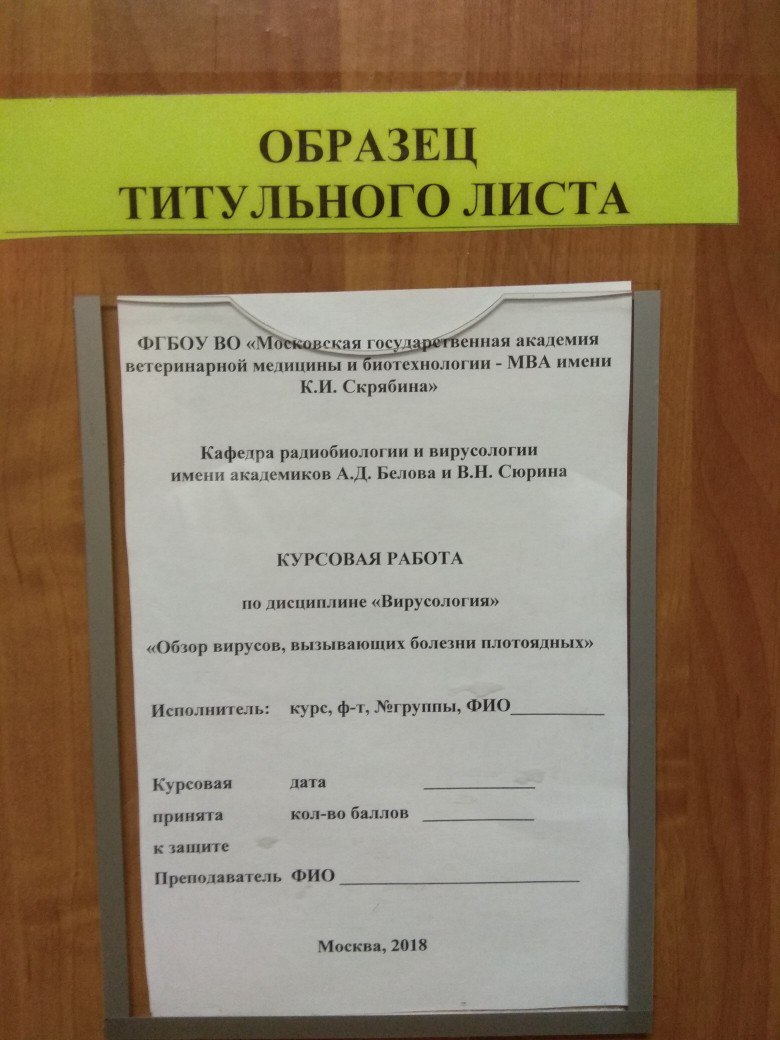 ОБРАЗЕЦ
ТИТУЛЬНОГО ЛИСТА
ФГБОУ ВО «Московская государственная академия
ветеринарной медицины и биотехнологии - МВА имени
К.И. Скрябина»
Кафедра радиобиологии и вирусологии
имени академиков А.Д. Белова и В.Н. Сюрина
КУРСОВАЯ РАБОТА
по дисциплине «Вирусология»
«Обзор вирусов, вызывающих болезни плотоядных»
Исполнитель: курс, ф-т, №группы, ФИО__________
Курсовая дата ____________
принята кол-во баллов ____________
к защите
Преподаватель ФИО __________________________
Москва, 2018